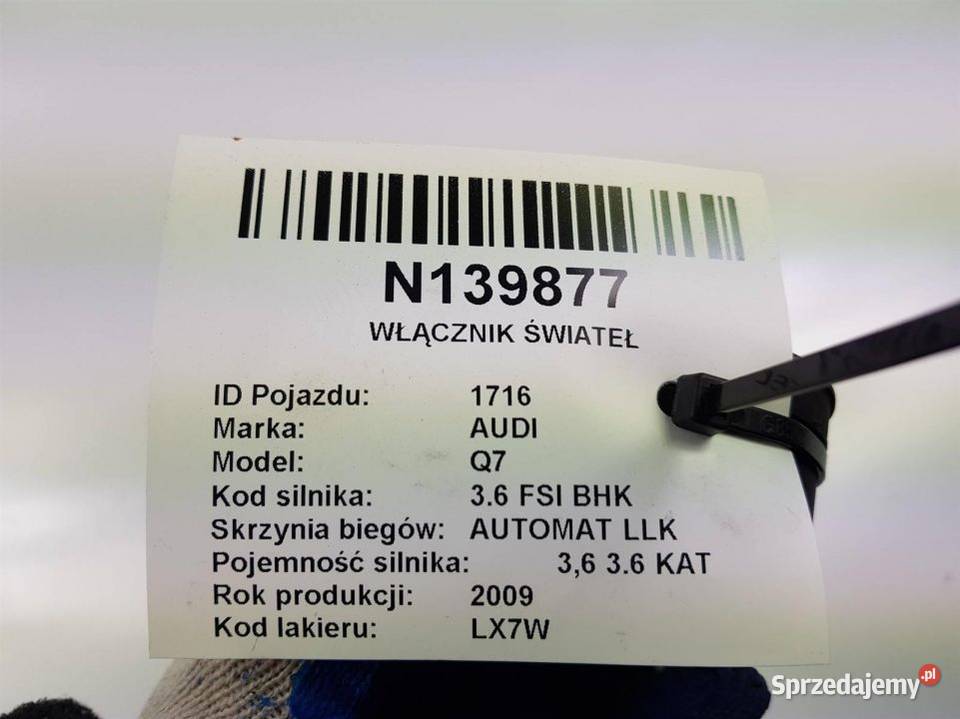 N139877
WŁĄCZNIK ŚWIATEŁ
ID Pojazdu: 1716
Marka: AUDI
Model: Q7
Kod silnika: 3.6 FSI BHK
Skrzynia biegów: AUTOMAT LLK
Pojemność silnika: 3,6 3.6 KAT
Rok produkcji: 2009
Kod lakieru: LX7W
Sprzedajemy.pl